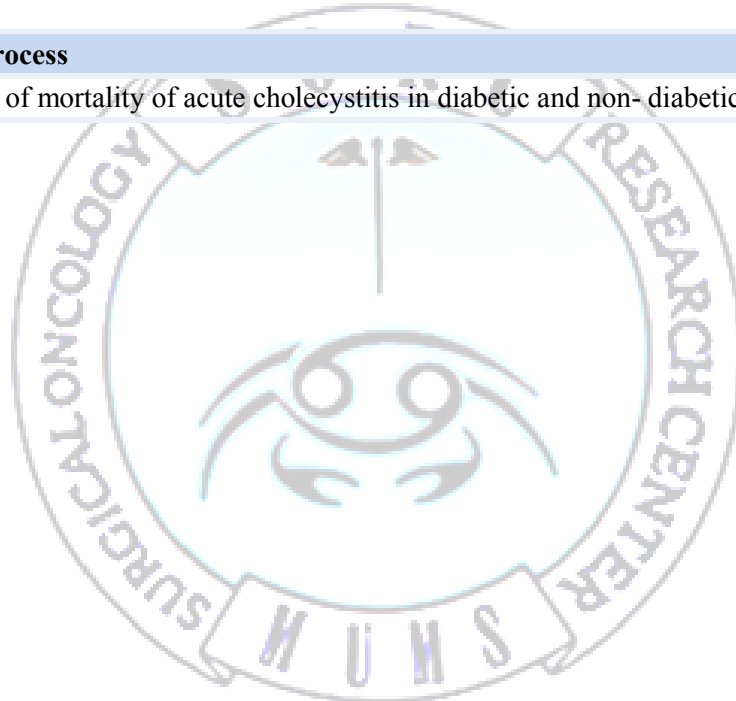 rocess
of mortality of acute cholecystitis in diabetic and non- diabetic
SURGICAL ONCOLOGY
RESEARCH CENTER
MUMS